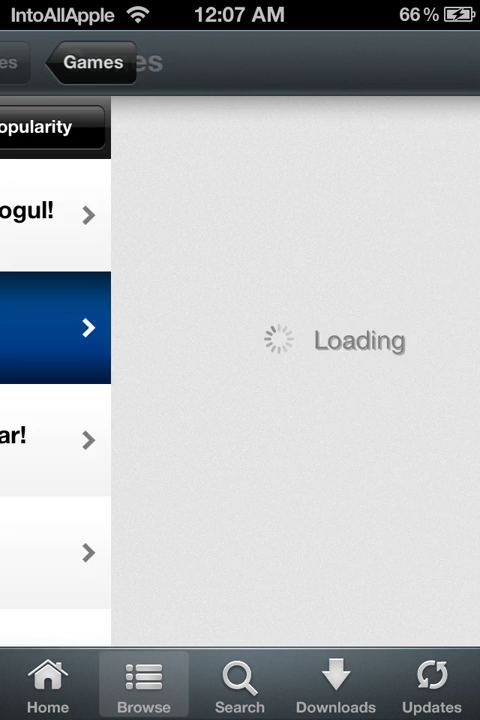 IntoAllApple 12:07 AM 66%
es Games es
opularity
ogul!
Loading
ar!
Home Browse Search Downloads Updates